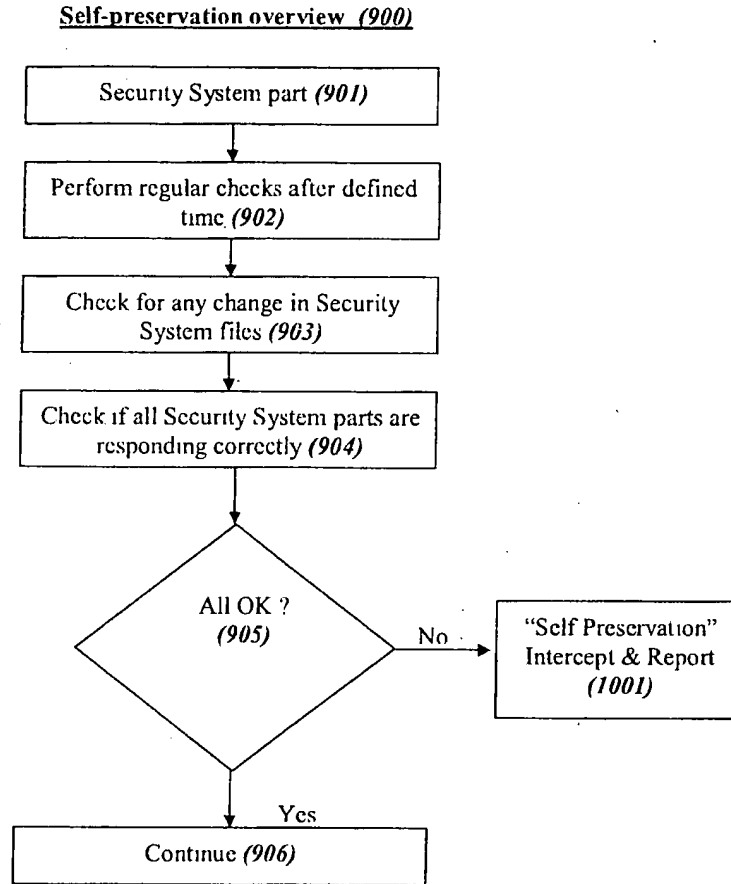 Self-preservation overview (900)
Security System part (901)
Perform regular checks after defined
time (902)
Check for any change in Security
System files (903)
Check if all Security System parts are
responding correctly (904)
All OK ?
(905)
No
"Self Preservation"
Intercept & Report
(1001)
Yes
Continue (906)